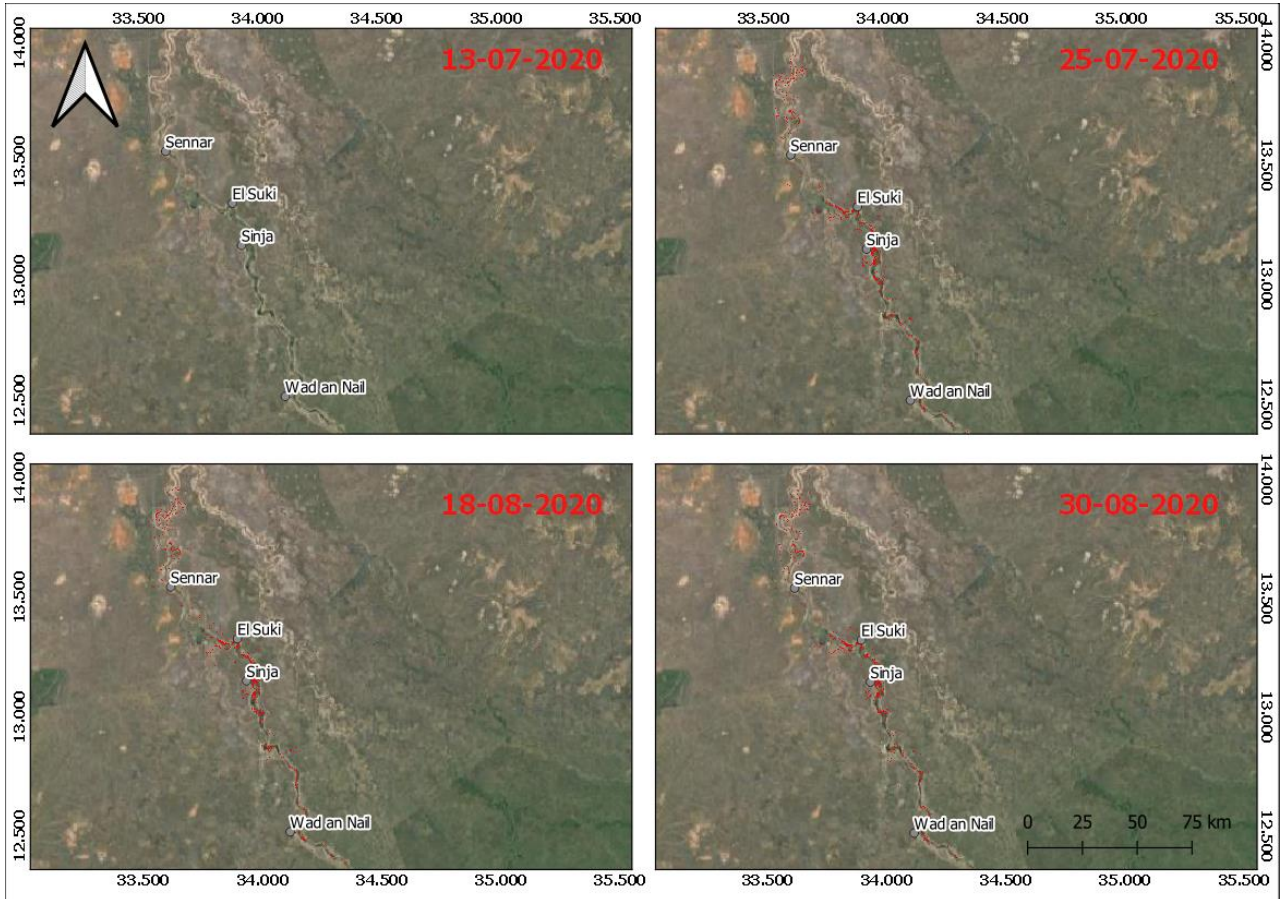 33.500 34.000 34.500 35.000 35.500
33.500 34.000 34.500 35.000 35.500
14.000
13.500
13.000
12.500
13-07-2020
Sennar
El Suki
Sinja
Wad an Nail
25-07-2020
Sennar
El Suki
Sinja
Wad an Nail
14.000
13.500
13.000
12.500
14.000
13.500
13.000
12.500
18-08-2020
Sennar
El Suki
Sinja
Wad an Nail
30-08-2020
Sennar
El Suki
Sinja
Wad an Nail
0 25 50 75 km
14.000
13.500
13.000
12.500
33.500 34.000 34.500 35.000 35.500
33.500 34.000 34.500 35.000 35.500